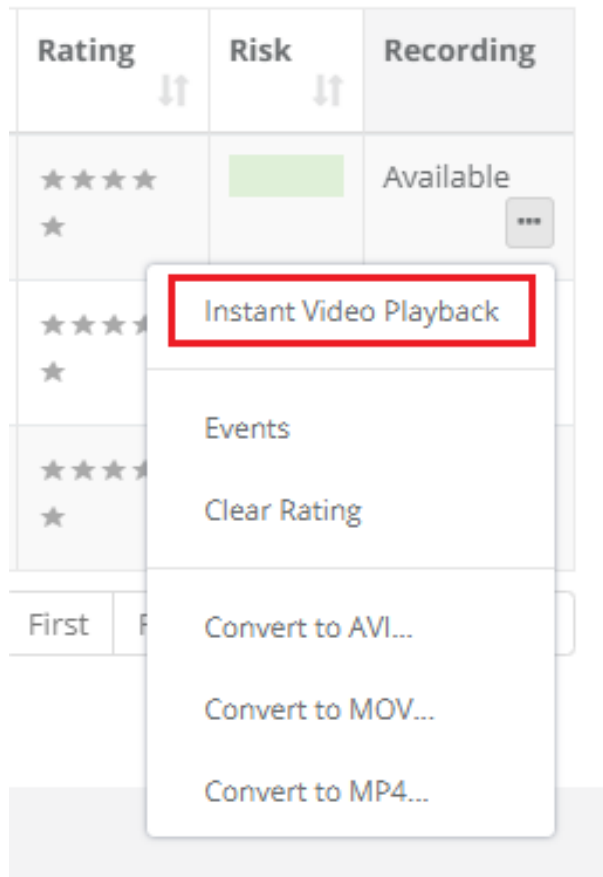 Rating Risk Recording
Available
Instant Video Playback
Events
Clear Rating
First
Convert to AVI...
Convert to MOV...
Convert to MP4...